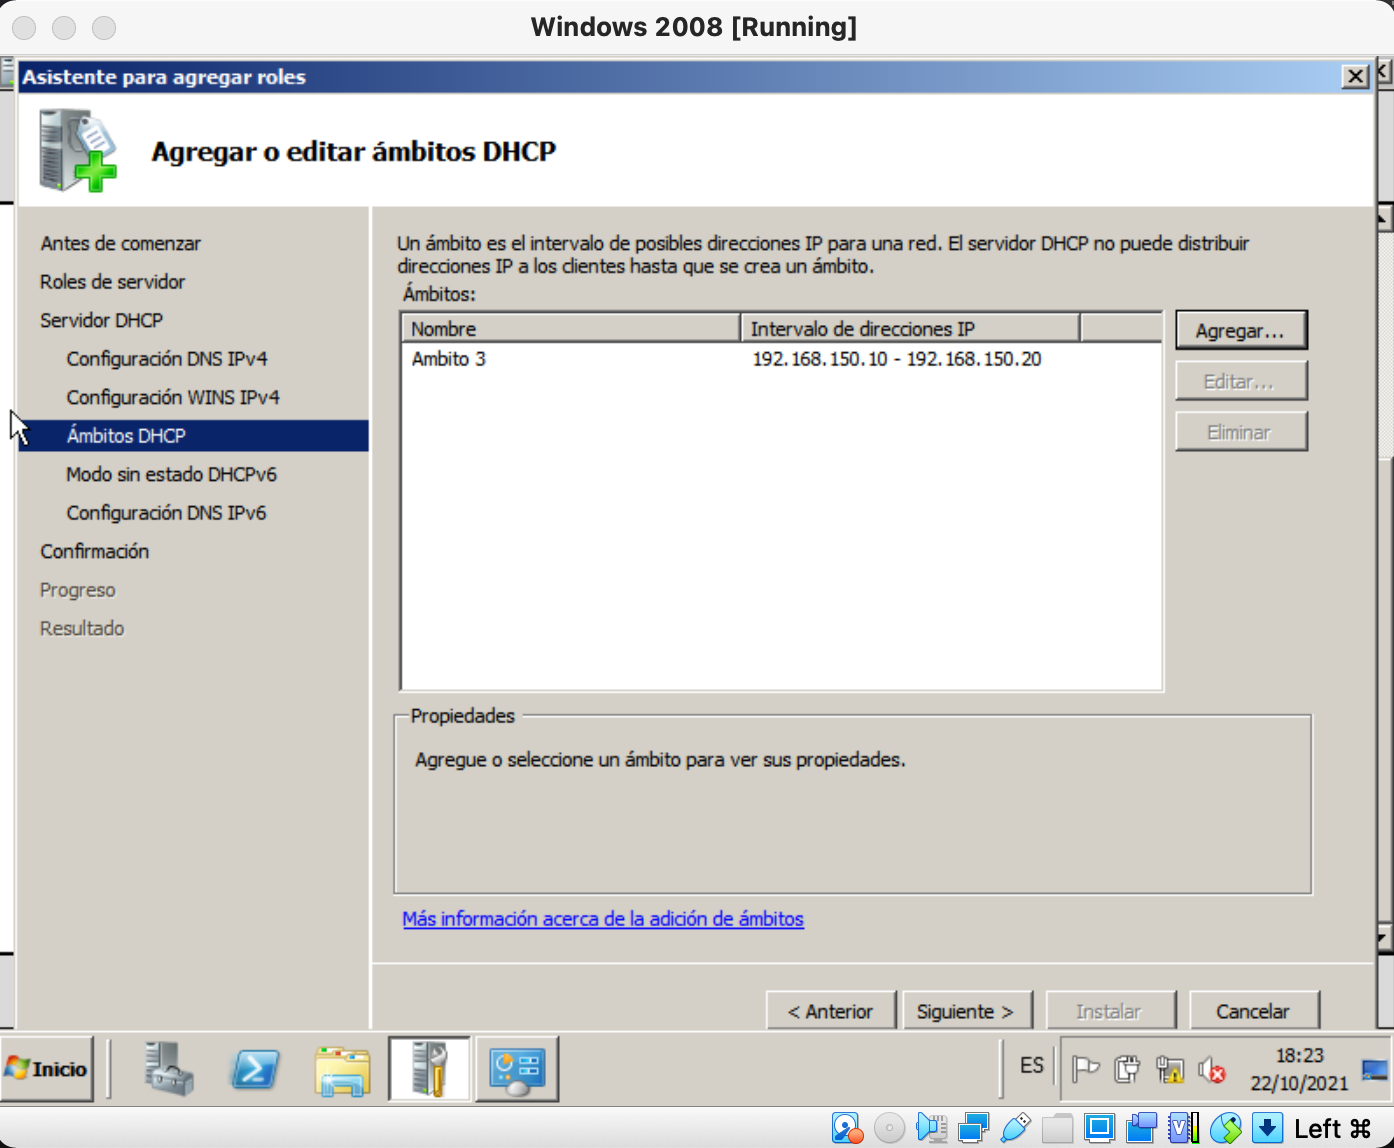 Windows 2008 [Running]
Asistente para agregar roles
Agregar o editar ámbitos DHCP
Antes de comenzar
Roles de servidor
Servidor DHCP
Configuración DNS IPv4
Configuración WINS IPv4
Ámbitos DHCP
Modo sin estado DHCPv6
Configuración DNS IPv6
Confirmación
Progreso
Resultado
Un ámbito es el intervalo de posibles direcciones IP para una red. El servidor DHCP no puede distribuir
direcciones IP a los clientes hasta que se crea un ámbito.
Ámbitos:
Nombre Intervalo de direcciones IP
Ambito 3 192.168.150.10 - 192.168.150.20
Agregar...
Editar...
Eliminar
Propiedades
Agregue o seleccione un ámbito para ver sus propiedades.
Más información acerca de la adición de ámbitos
< Anterior Siguiente > Instalar Cancelar
Inicio ES 18:23
22/10/2021
Left ⌘